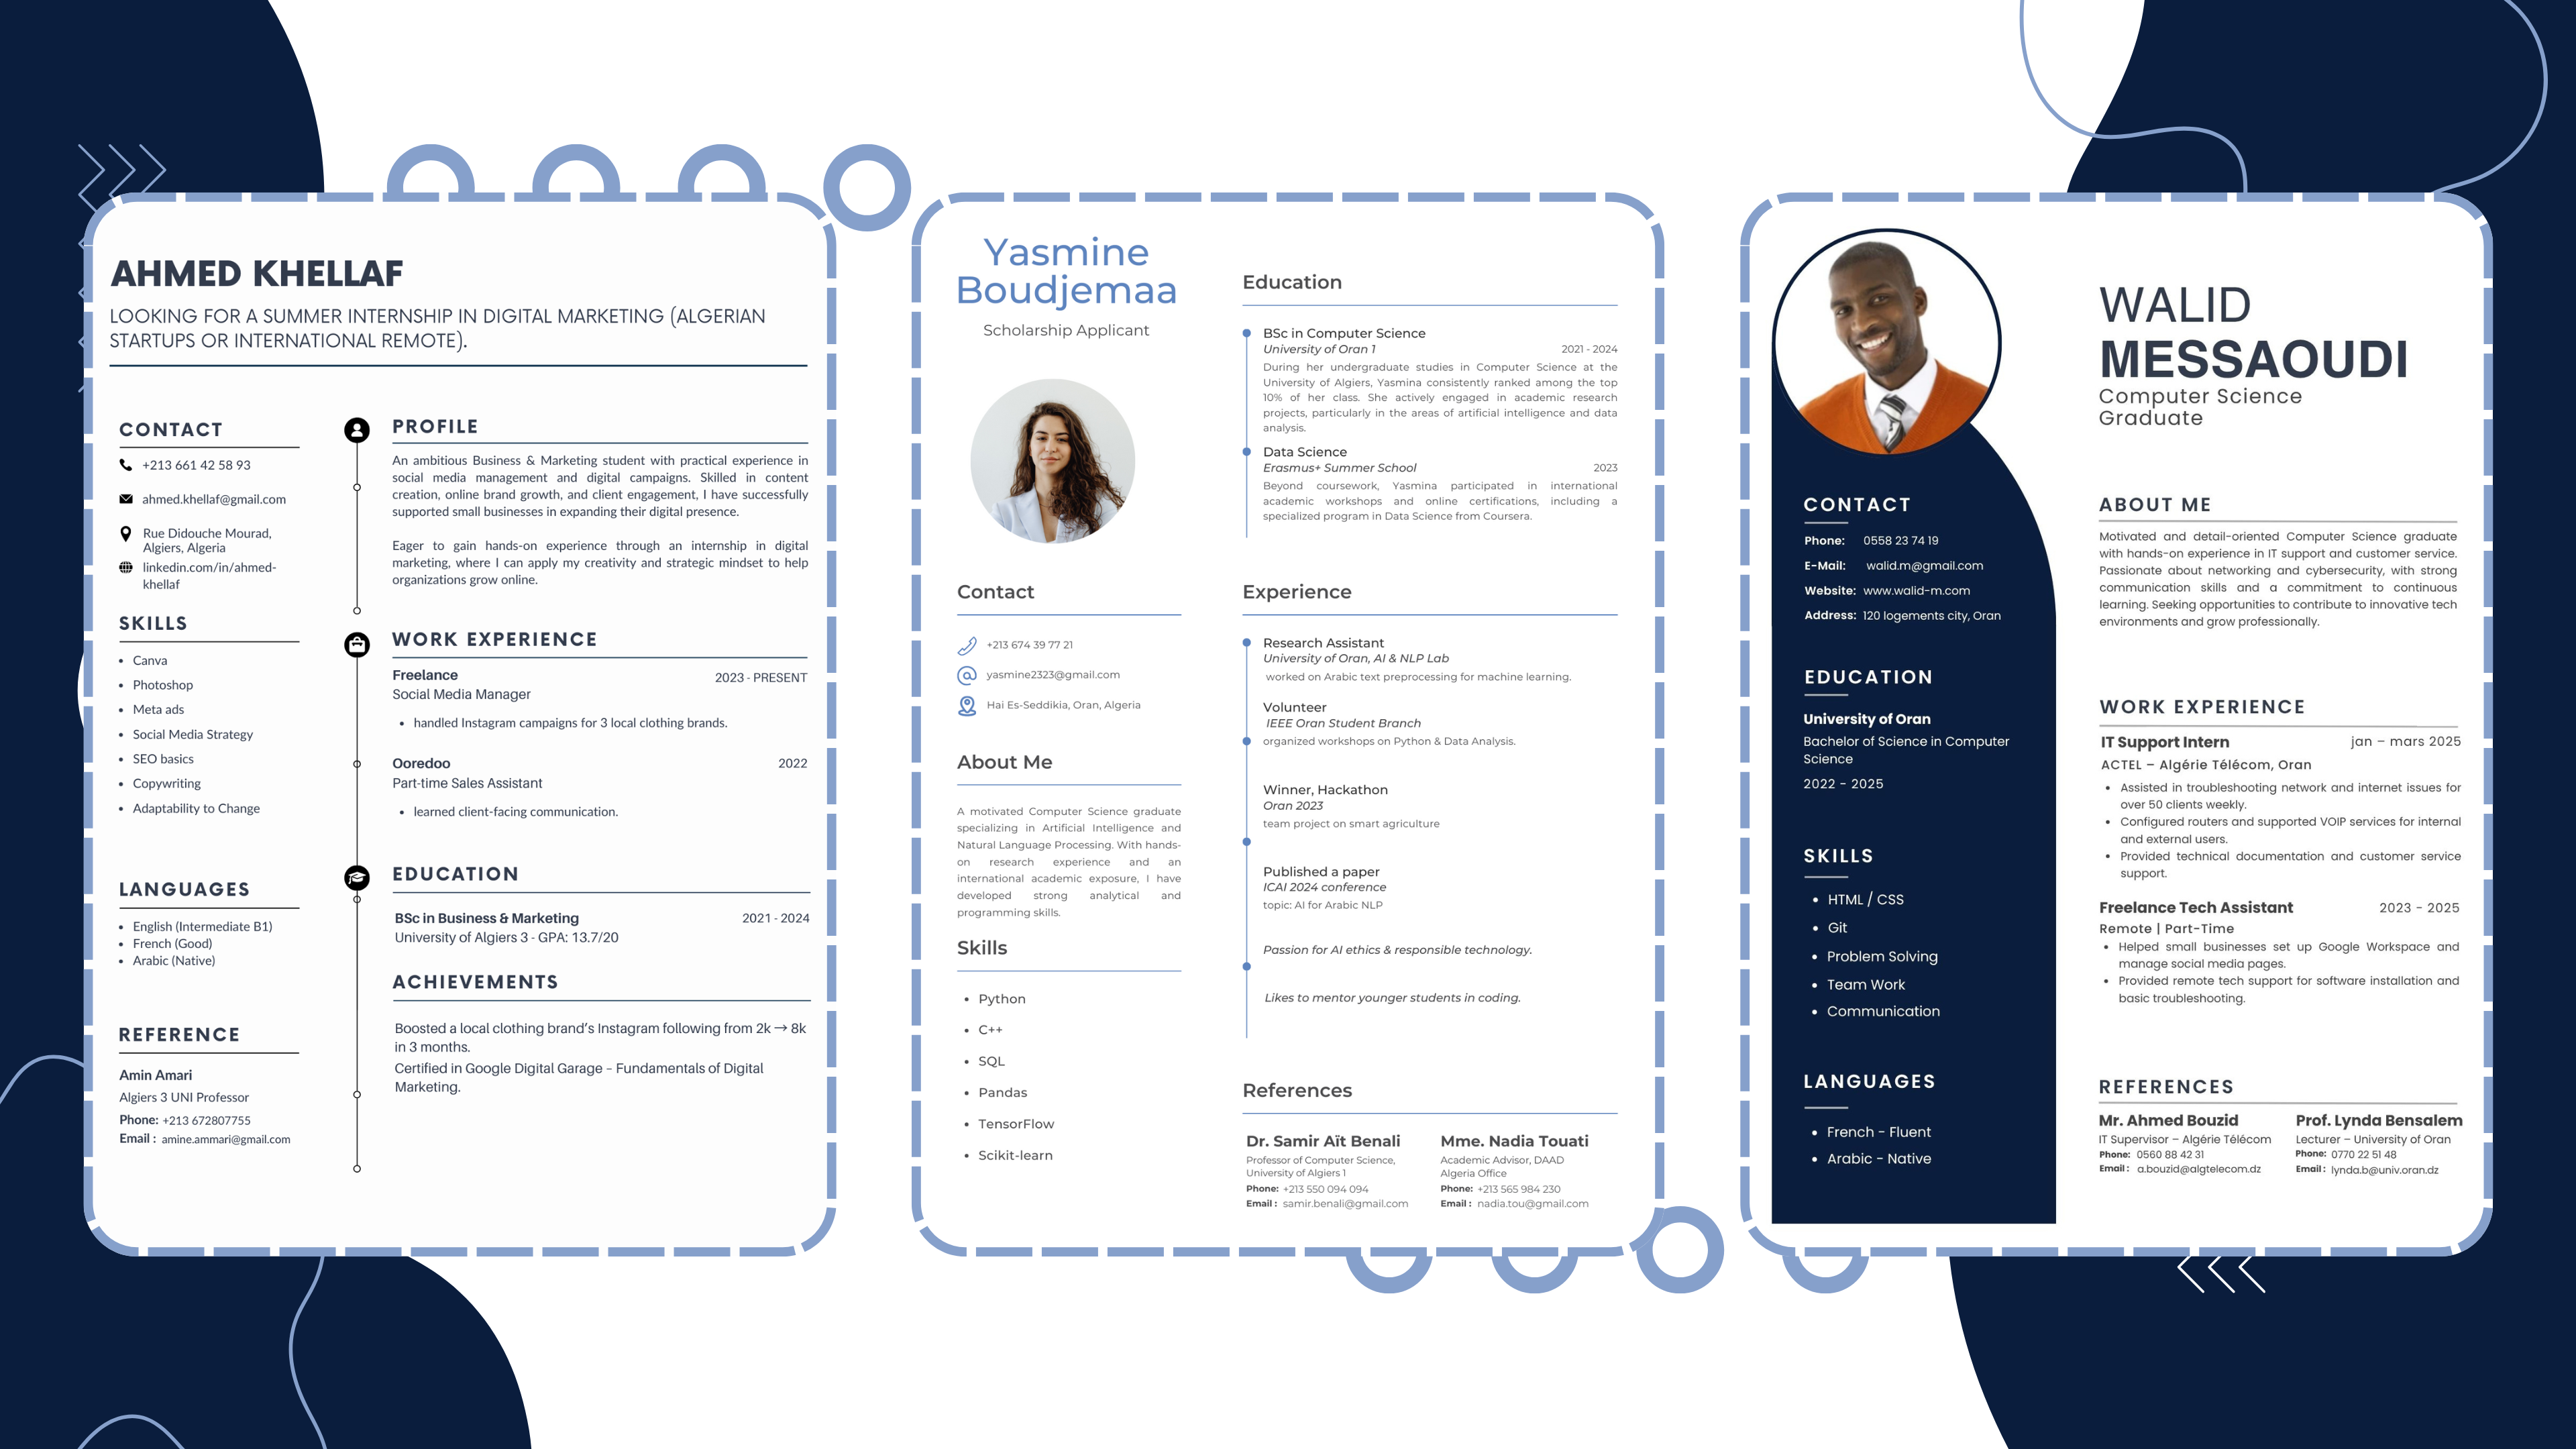 AHMED KHELLAF
LOOKING FOR A SUMMER INTERNSHIP IN DIGITAL MARKETING (ALGERIAN
STARTUPS OR INTERNATIONAL REMOTE).
CONTACT
+213 661 42 58 93
ahmed.khellaf@gmail.com
Rue Didouche Mourad,
Algiers, Algeria
linkedin.com/in/ahmed-
khellaf
SKILLS
• Canva
• Photoshop
• Meta ads
• Social Media Strategy
• SEO basics
• Copywriting
• Adaptability to Change
LANGUAGES
• English (Intermediate B1)
• French (Good)
• Arabic (Native)
REFERENCE
Amin Amari
Algiers 3 UNI Professor
Phone: +213 672807755
Email : amine.ammari@gmail.com
PROFILE
An ambitious Business & Marketing student with practical experience in
social media management and digital campaigns. Skilled in content
creation, online brand growth, and client engagement, I have successfully
supported small businesses in expanding their digital presence.
Eager to gain hands-on experience through an internship in digital
marketing, where I can apply my creativity and strategic mindset to help
organizations grow online.
WORK EXPERIENCE
Freelance 2023 - PRESENT
Social Media Manager
• handled Instagram campaigns for 3 local clothing brands.
Ooredoo 2022
Part-time Sales Assistant
• learned client-facing communication.
EDUCATION
BSc in Business & Marketing 2021 - 2024
University of Algiers 3 - GPA: 13.7/20
ACHIEVEMENTS
Boosted a local clothing brand's Instagram following from 2k → 8k
in 3 months.
Certified in Google Digital Garage – Fundamentals of Digital
Marketing.
Yasmine
Boudjemaa
Scholarship Applicant
Contact
+213 674 39 77 21
yasmine2323@gmail.com
Hai Es-Seddikia, Oran, Algeria
About Me
A motivated Computer Science graduate
specializing in Artificial Intelligence and
Natural Language Processing. With hands-
on research experience and an
international academic exposure, I have
developed strong analytical and
programming skills.
Skills
• Python
• C++
• SQL
• Pandas
• TensorFlow
• Scikit-learn
Education
BSc in Computer Science
University of Oran 1 2021 - 2024
During her undergraduate studies in Computer Science at the
University of Algiers, Yasmina consistently ranked among the top
10% of her class. She actively engaged in academic research
projects, particularly in the areas of artificial intelligence and data
analysis.
Data Science
Erasmus+ Summer School 2023
Beyond coursework, Yasmina participated in international
academic workshops and online certifications, including a
specialized program in Data Science from Coursera.
Experience
Research Assistant
University of Oran, AI & NLP Lab
worked on Arabic text preprocessing for machine learning.
Volunteer
IEEE Oran Student Branch
organized workshops on Python & Data Analysis.
Winner, Hackathon
Oran 2023
team project on smart agriculture
Published a paper
ICAI 2024 conference
topic: AI for Arabic NLP
Passion for AI ethics & responsible technology.
Likes to mentor younger students in coding.
References
Dr. Samir Aït Benali
Professor of Computer Science,
University of Algiers 1
Phone: +213 550 094 094
Email : samir.benali@gmail.com
Mme. Nadia Touati
Academic Advisor, DAAD
Algeria Office
Phone: +213 565 984 230
Email : nadia.tou@gmail.com
WALID
MESSAOUDI
Computer Science
Graduate
CONTACT
Phone: 0558 23 74 19
E-Mail: walid.m@gmail.com
Website: www.walid-m.com
Address: 120 logements city, Oran
EDUCATION
University of Oran
Bachelor of Science in Computer
Science
2022 - 2025
SKILLS
• HTML / CSS
• Git
• Problem Solving
• Team Work
• Communication
LANGUAGES
• French - Fluent
• Arabic - Native
ABOUT ME
Motivated and detail-oriented Computer Science graduate
with hands-on experience in IT support and customer service.
Passionate about networking and cybersecurity, with strong
communication skills and a commitment to continuous
learning. Seeking opportunities to contribute to innovative tech
environments and grow professionally.
WORK EXPERIENCE
IT Support Intern jan – mars 2025
ACTEL – Algérie Télécom, Oran
• Assisted in troubleshooting network and internet issues for
over 50 clients weekly.
• Configured routers and supported VOIP services for internal
and external users.
• Provided technical documentation and customer service
support.
Freelance Tech Assistant 2023 - 2025
Remote | Part-Time
• Helped small businesses set up Google Workspace and
manage social media pages.
• Provided remote tech support for software installation and
basic troubleshooting.
REFERENCES
Mr. Ahmed Bouzid
IT Supervisor – Algérie Télécom
Phone: 0560 88 42 31
Email : a.bouzid@algtelecom.dz
Prof. Lynda Bensalem
Lecturer – University of Oran
Phone: 0770 22 51 48
Email : lynda.b@univ.oran.dz